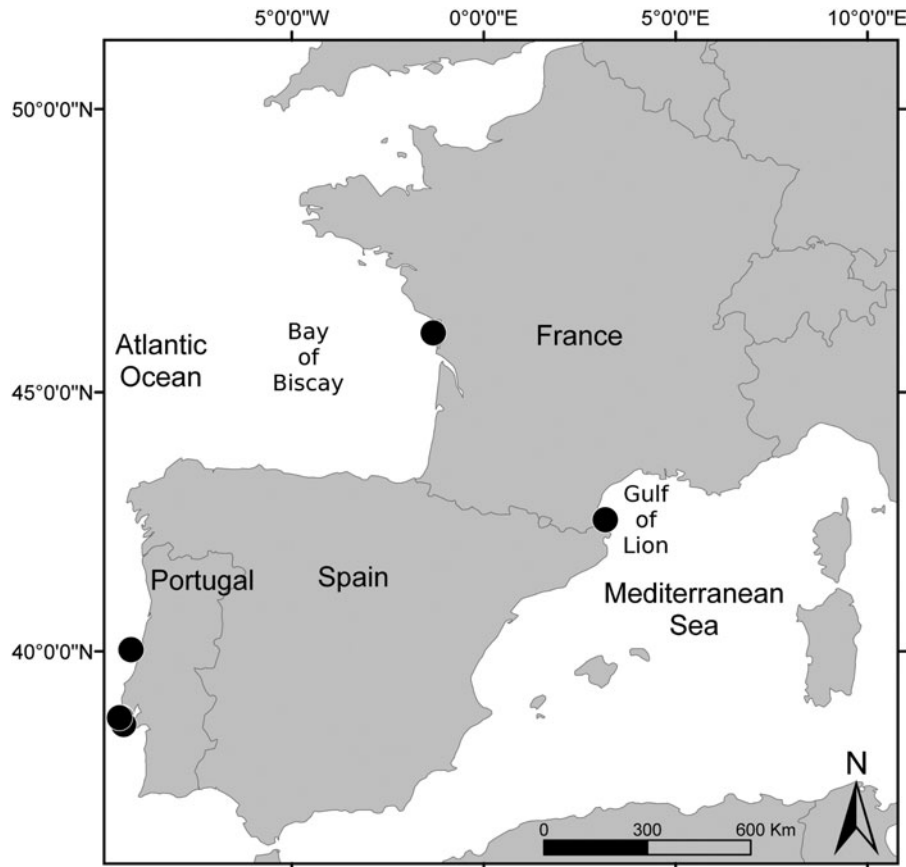 5°0'0"W 0°0'0"E 5°0'0"E 10°0'0"E
50°0'0"N
45°0'0"N
40°0'0"N
Atlantic
Ocean
Bay
of
Biscay
France
Gulf
of
Lion
Portugal
Spain
Mediterranean
Sea
N
0 300 600 Km